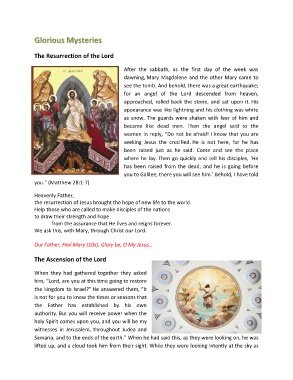 Glorious Mysteries
The Resurrection of the Lord
After the sabbath, as the first day of the week was
dawning, Mary Magdalene and the other Mary came to
see the tomb. And behold, there was a great earthquake;
for an angel of the Lord descended from heaven,
approached, rolled back the stone, and sat upon it. His
appearance was like lightning and his clothing was white
as snow. The guards were shaken with fear of him and
became like dead men. Then the angel said to the
women in reply, "Do not be afraid! I know that you are
seeking Jesus the crucified. He is not here, for he has
been raised just as he said. Come and see the place
where he lay. Then go quickly and tell his disciples, 'He
has been raised from the dead, and he is going before
you to Galilee; there you will see him.' Behold, I have told
you." (Matthew 28:1-7)
Heavenly Father,
the resurrection of Jesus brought the hope of new life to the world.
Help those who are called to make disciples of the nations
to draw their strength and hope
from the assurance that He lives and reigns forever.
We ask this, with Mary, through Christ our Lord.
Our Father, Hail Mary (10x), Glory be, O My Jesus...
The Ascension of the Lord
When they had gathered together they asked
him, "Lord, are you at this time going to restore
the kingdom to Israel?" He answered them, "It
is not for you to know the times or seasons that
the Father has established by his own
authority. But you will receive power when the
holy Spirit comes upon you, and you will be my
witnesses in Jerusalem, throughout Judea and
Samaria, and to the ends of the earth." When he had said this, as they were looking on, he was
lifted up, and a cloud took him from their sight. While they were looking intently at the sky as